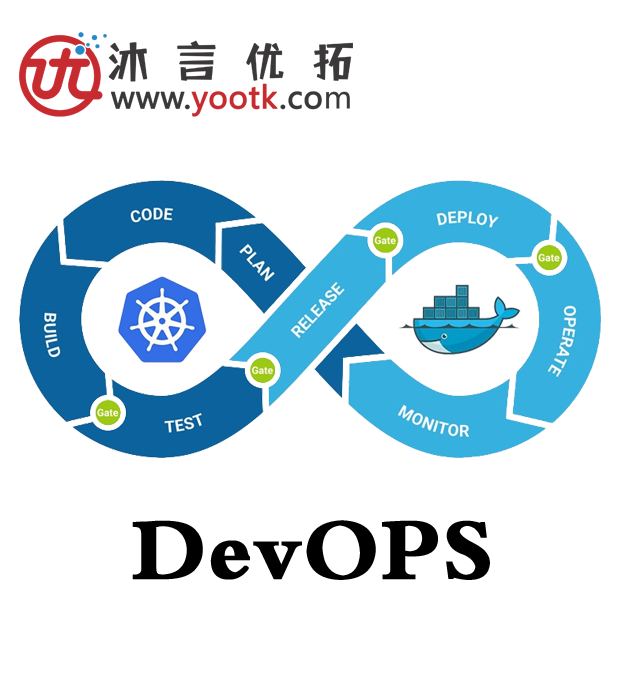 优 沐言优拓
www.yootk.com
CODE
PLAN
BUILD
TEST
RELEASE
DEPLOY
OPERATE
MONITOR
Gate
Gate
Gate
Gate
DevOPS